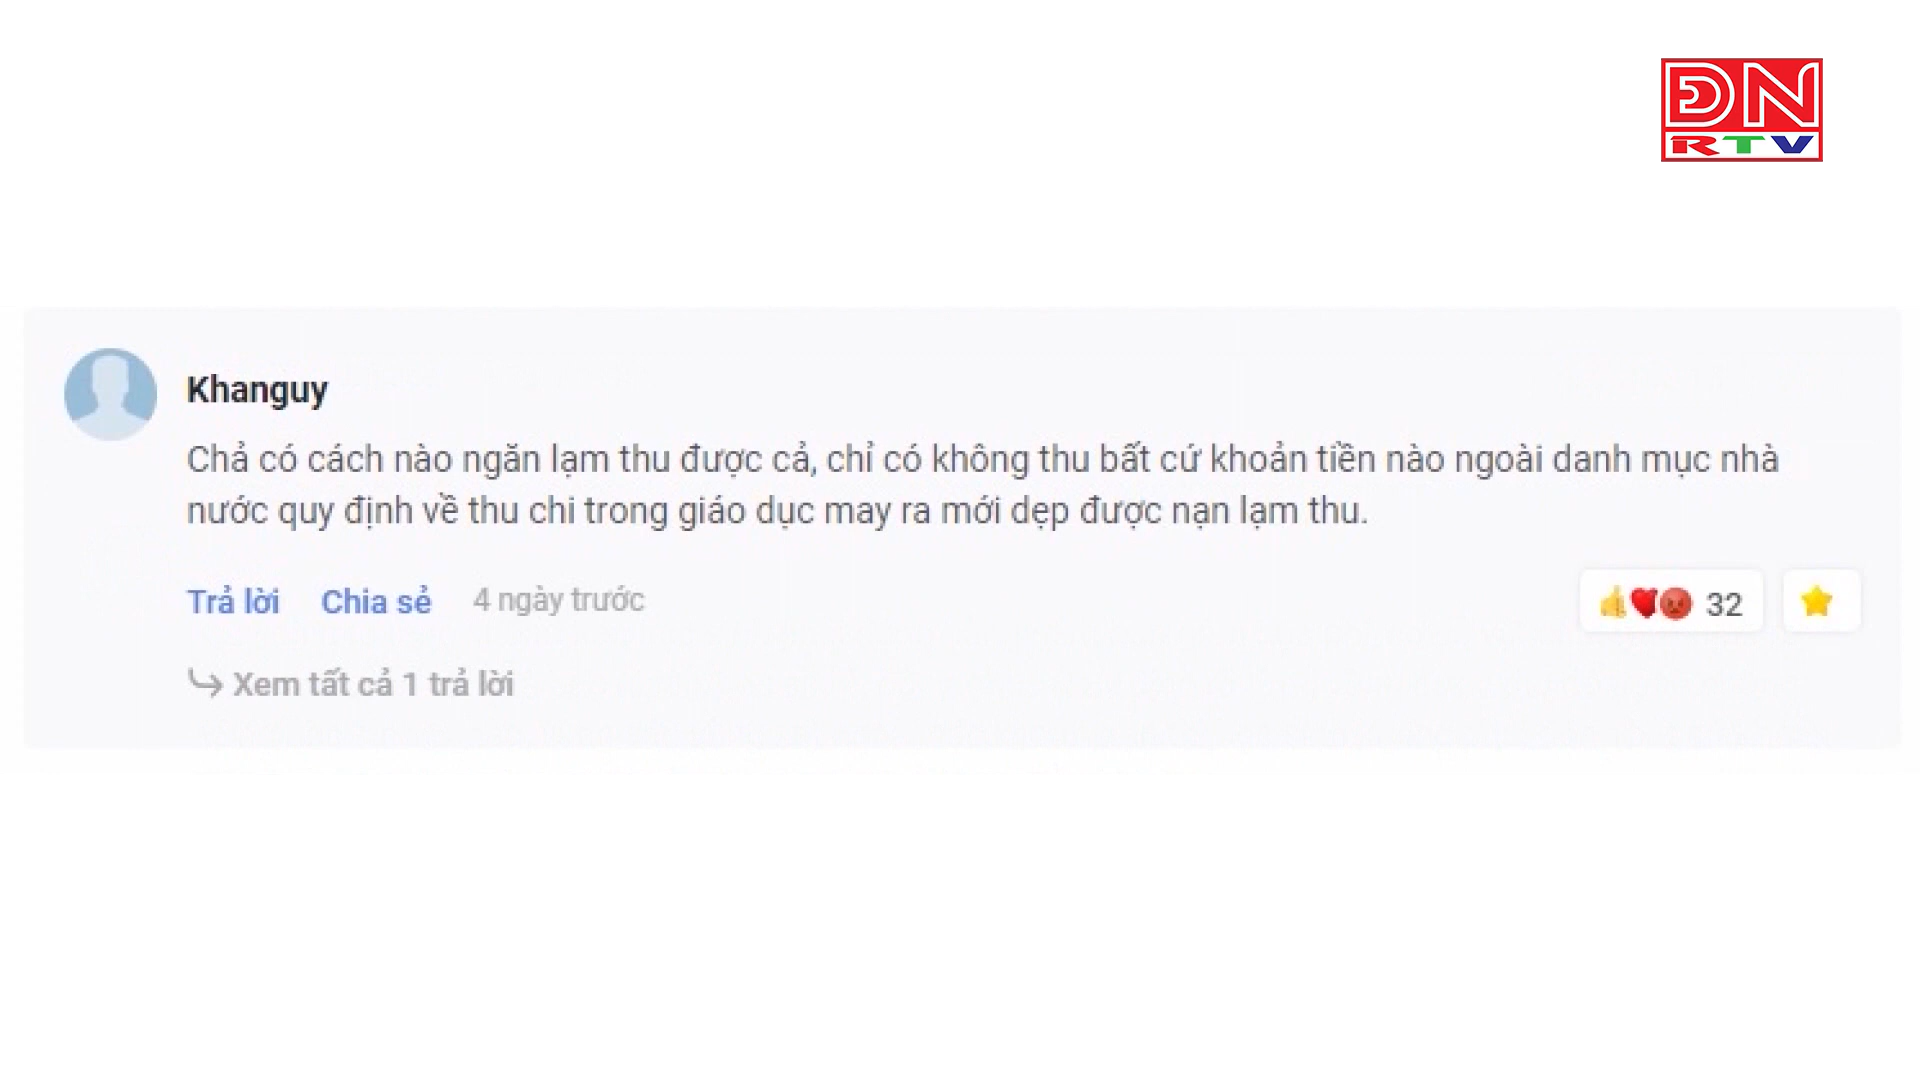 ĐN
RTV
Khanguy
Chả có cách nào ngăn lạm thu được cả, chỉ có không thu bất cứ khoản tiền nào ngoài danh mục nhà
nước quy định về thu chi trong giáo dục may ra mới dẹp được nạn lạm thu.
Trả lời Chia sẻ 4 ngày trước 32
Xem tất cả 1 trả lời